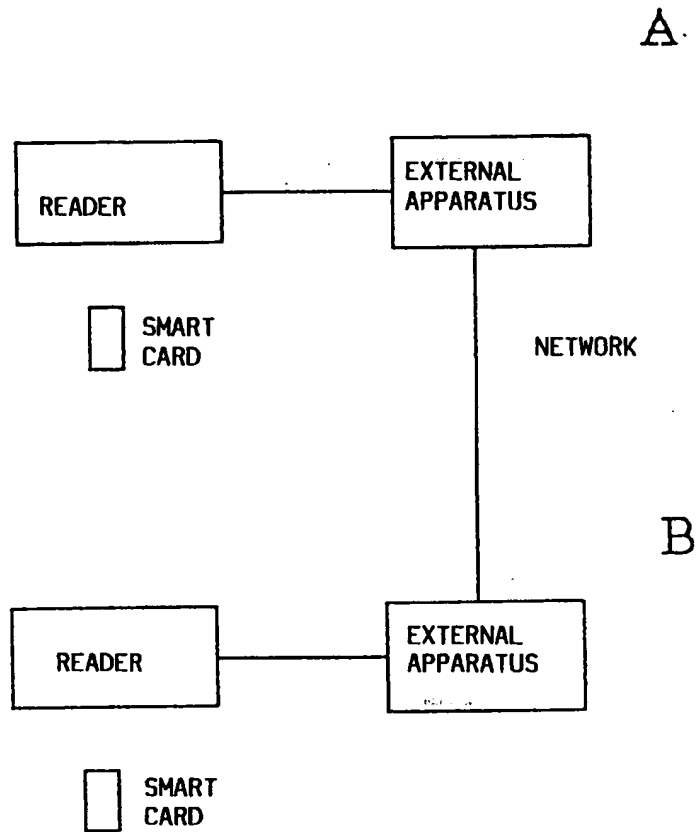 A
READER
EXTERNAL
APPARATUS
SMART
CARD
NETWORK
B
READER
EXTERNAL
APPARATUS
SMART
CARD